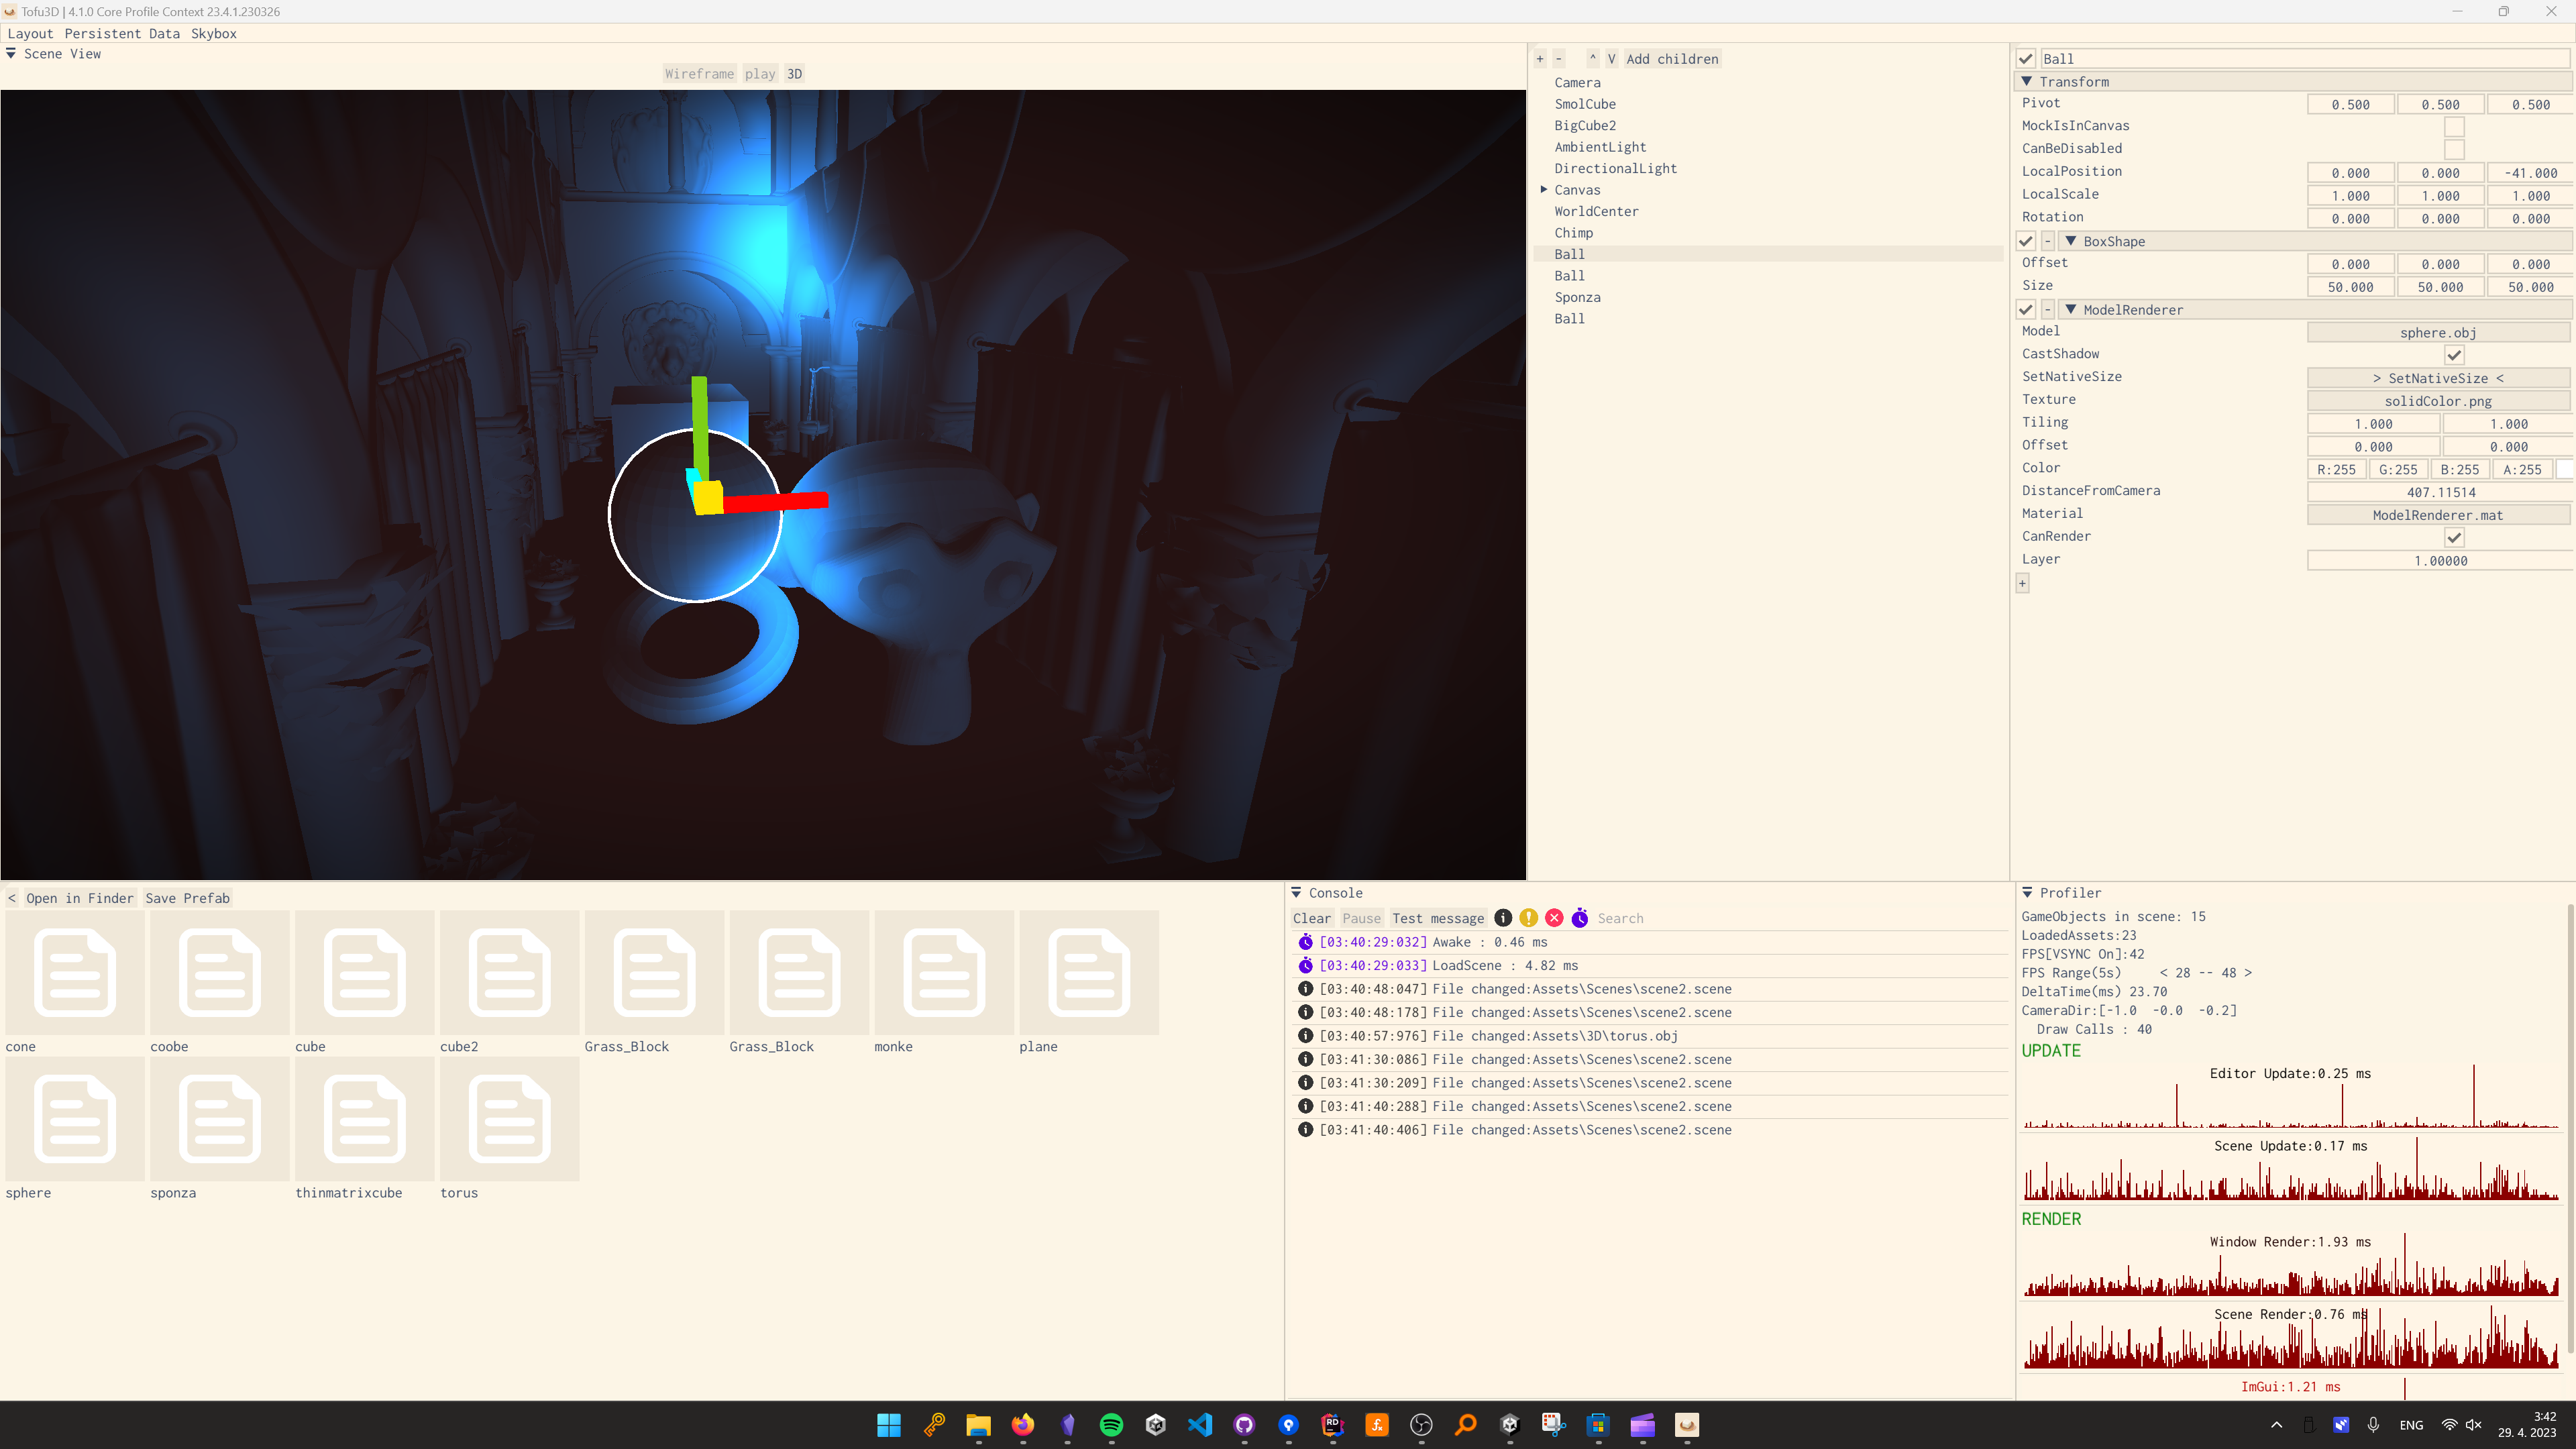 Tofu3D | 4.1.0 Core Profile Context 23.4.1.230326
Layout Persistent Data Skybox
Scene View
Wireframe play 3D
+ - ^ V Add children
Camera
SmolCube
BigCube2
AmbientLight
DirectionalLight
Canvas
WorldCenter
Chimp
Ball
Ball
Sponza
Ball
Ball
Transform
Pivot 0.500 0.500 0.500
MockIsInCanvas
CanBeDisabled
LocalPosition 0.000 0.000 -41.000
LocalScale 1.000 1.000 1.000
Rotation 0.000 0.000 0.000
- BoxShape
Offset 0.000 0.000 0.000
Size 50.000 50.000 50.000
- ModelRenderer
Model sphere.obj
CastShadow
SetNativeSize > SetNativeSize <
Texture solidColor.png
Tiling 1.000 1.000
Offset 0.000 0.000
Color R:255 G:255 B:255 A:255
DistanceFromCamera 407.11514
Material ModelRenderer.mat
CanRender
Layer 1.00000
+
< Open in Finder Save Prefab
cone coobe cube cube2 Grass_Block Grass_Block monke plane
sphere sponza thinmatrixcube torus
Console
Clear Pause Test message Search
[03:40:29:032] Awake : 0.46 ms
[03:40:29:033] LoadScene : 4.82 ms
[03:40:48:047] File changed:Assets\Scenes\scene2.scene
[03:40:48:178] File changed:Assets\Scenes\scene2.scene
[03:40:57:976] File changed:Assets\3D\torus.obj
[03:41:30:086] File changed:Assets\Scenes\scene2.scene
[03:41:30:209] File changed:Assets\Scenes\scene2.scene
[03:41:40:288] File changed:Assets\Scenes\scene2.scene
[03:41:40:406] File changed:Assets\Scenes\scene2.scene
Profiler
GameObjects in scene: 15
LoadedAssets:23
FPS[VSYNC On]:42
FPS Range(5s) < 28 -- 48 >
DeltaTime(ms) 23.70
CameraDir:[-1.0 -0.0 -0.2]
Draw Calls : 40
UPDATE
Editor Update:0.25 ms
Scene Update:0.17 ms
RENDER
Window Render:1.93 ms
Scene Render:0.76 ms
ImGui:1.21 ms
RD
ENG
3:42
29. 4. 2023